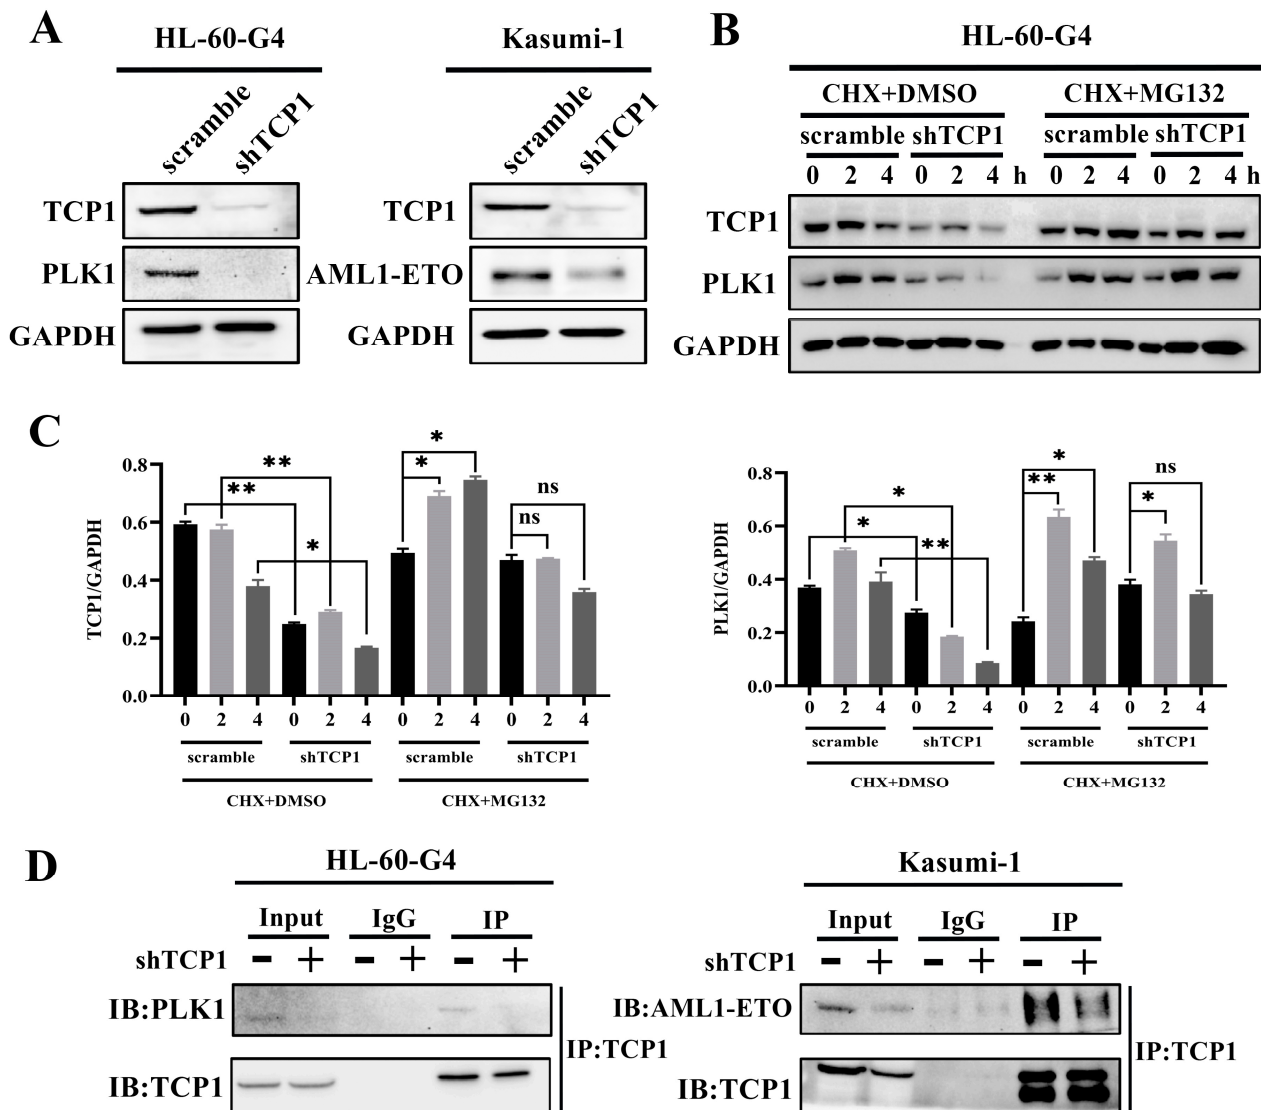 A
HL-60-G4
scramble shTCP1
TCP1
PLK1
GAPDH
Kasumi-1
scramble shTCP1
TCP1
AML1-ETO
GAPDH
B
HL-60-G4
CHX+DMSO CHX+MG132
scramble shTCP1 scramble shTCP1
0 2 4 0 2 4 h 0 2 4 0 2 4 h
TCP1
PLK1
GAPDH
C
TCP1/GAPDH
0.8
0.6
0.4
0.2
0.0
** ** * * * ns ns
0 2 4 0 2 4 0 2 4 0 2 4
scramble shTCP1 scramble shTCP1
CHX+DMSO CHX+MG132
PLK1/GAPDH
0.8
0.6
0.4
0.2
0.0
* * ** ** * * ns
0 2 4 0 2 4 0 2 4 0 2 4
scramble shTCP1 scramble shTCP1
CHX+DMSO CHX+MG132
D
HL-60-G4
Input IgG IP
shTCP1 - + - + - +
IB:PLK1
IB:TCP1
IP:TCP1
Kasumi-1
Input IgG IP
shTCP1 - + - + - +
IB:AML1-ETO
IB:TCP1
IP:TCP1